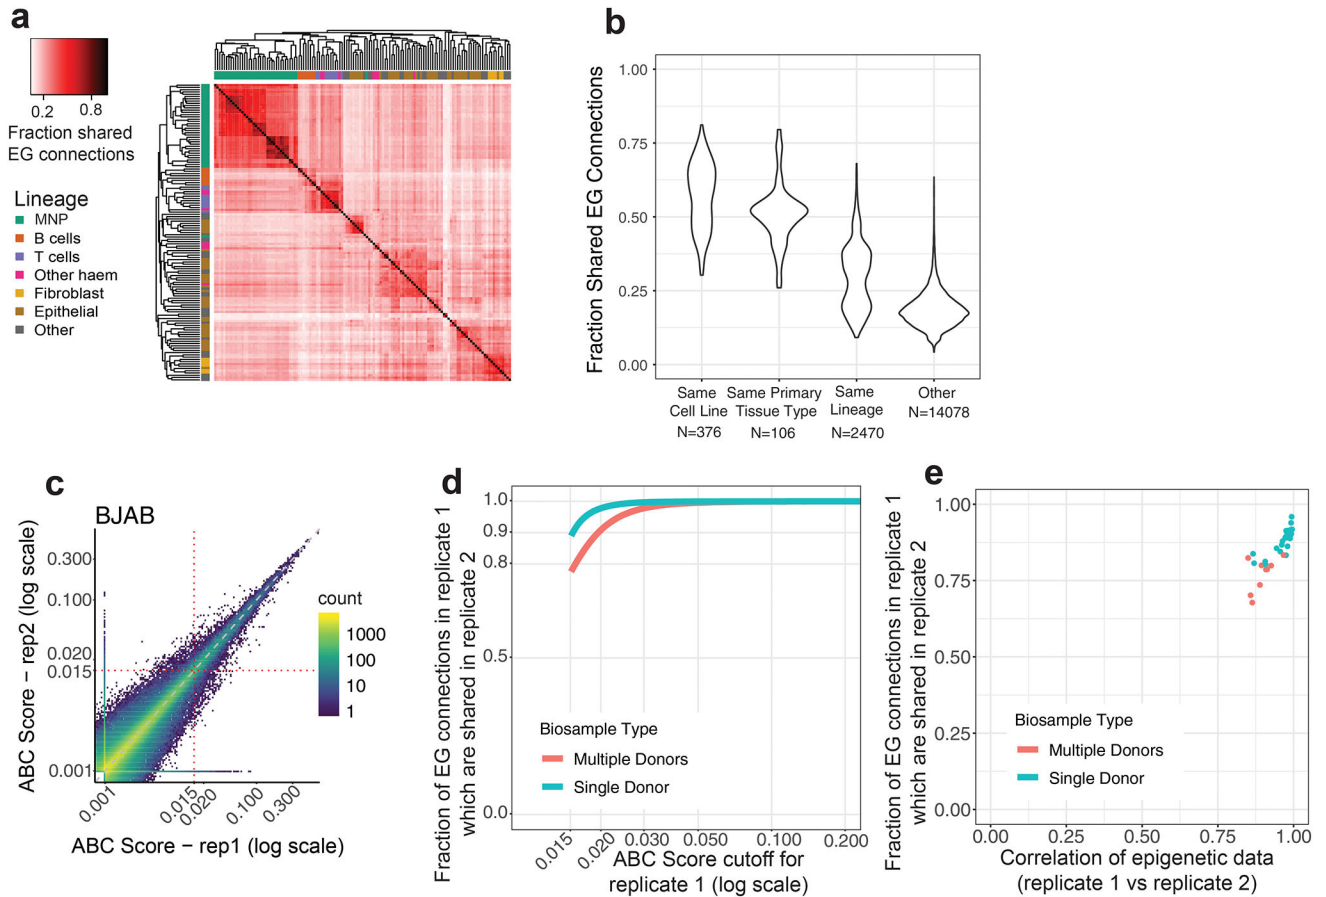 a
0.2 0.8
Fraction shared
EG connections
Lineage
MNP
B cells
T cells
Other haem
Fibroblast
Epithelial
Other
b
Fraction Shared EG Connections
1.00
0.75
0.50
0.25
0.00
Same
Cell Line
N=376
Same Primary
Tissue Type
N=106
Same
Lineage
N=2470
Other
N=14078
c
BJAB
ABC Score − rep2 (log scale)
0.300
0.100
0.020
0.015
0.001
0.001 0.015 0.020 0.100 0.300
ABC Score − rep1 (log scale)
count
1000
100
10
1
d
Fraction of EG connections in replicate 1
which are shared in replicate 2
1.0
0.9
0.8
0.5
0.0
Biosample Type
Multiple Donors
Single Donor
0.015 0.020 0.030 0.050 0.100 0.200
ABC Score cutoff for
replicate 1 (log scale)
e
Fraction of EG connections in replicate 1
which are shared in replicate 2
1.00
0.75
0.50
0.25
0.00
Biosample Type
Multiple Donors
Single Donor
0.00 0.25 0.50 0.75 1.00
Correlation of epigenetic data
(replicate 1 vs replicate 2)